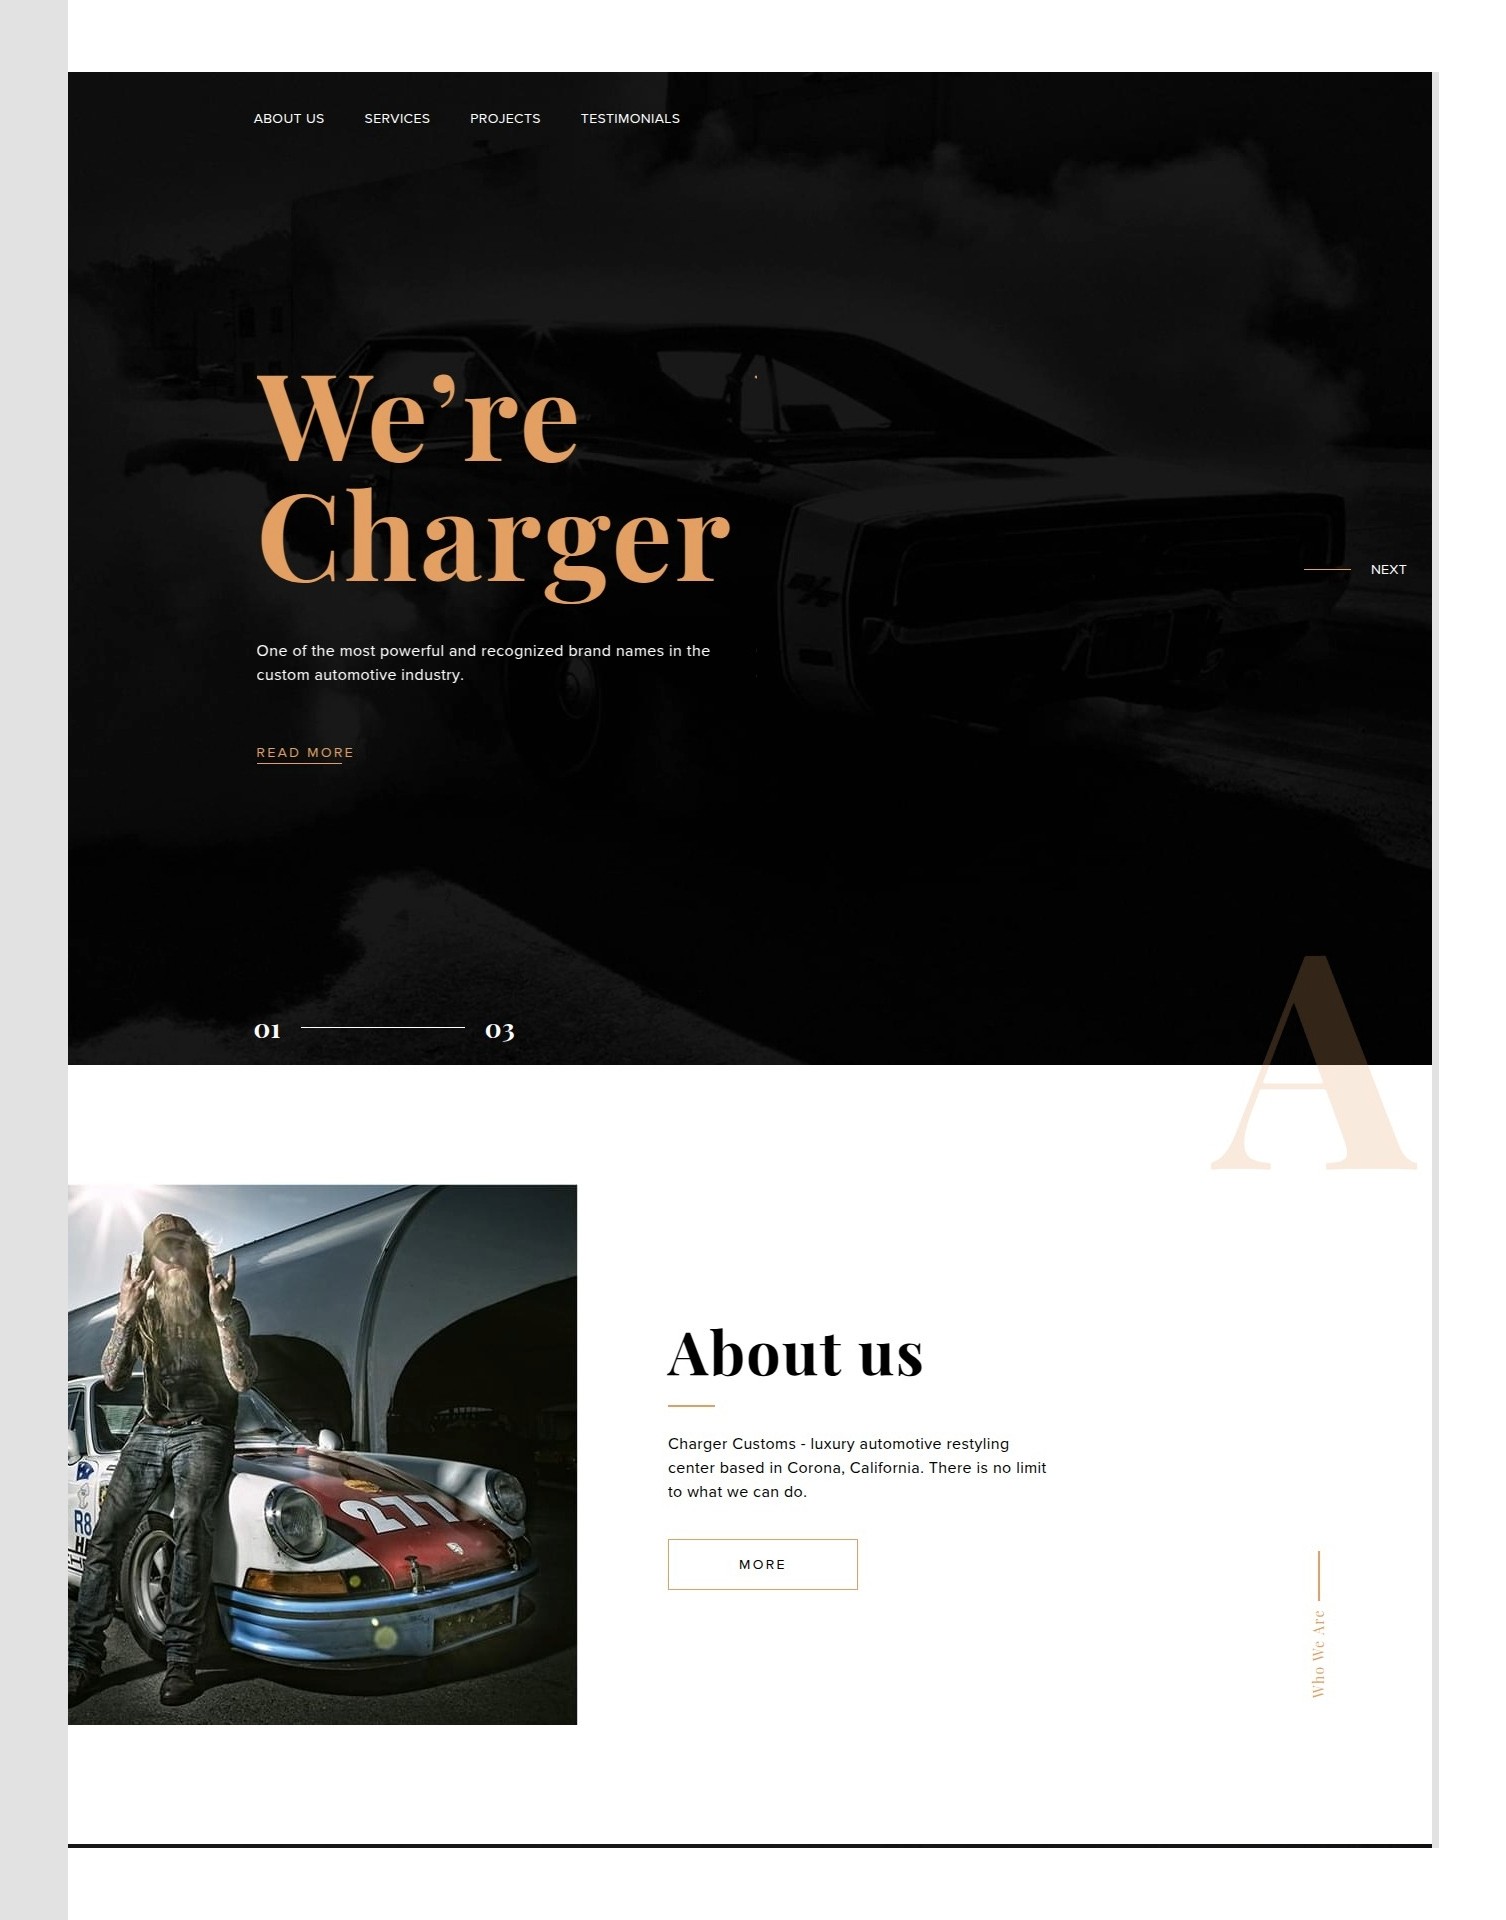 ABOUT US SERVICES PROJECTS TESTIMONIALS
We’re
Charger
NEXT
One of the most powerful and recognized brand names in the
custom automotive industry.
READ MORE
01 03
A
About us
Charger Customs - luxury automotive restyling
center based in Corona, California. There is no limit
to what we can do.
277
R8
MORE
Who We Are